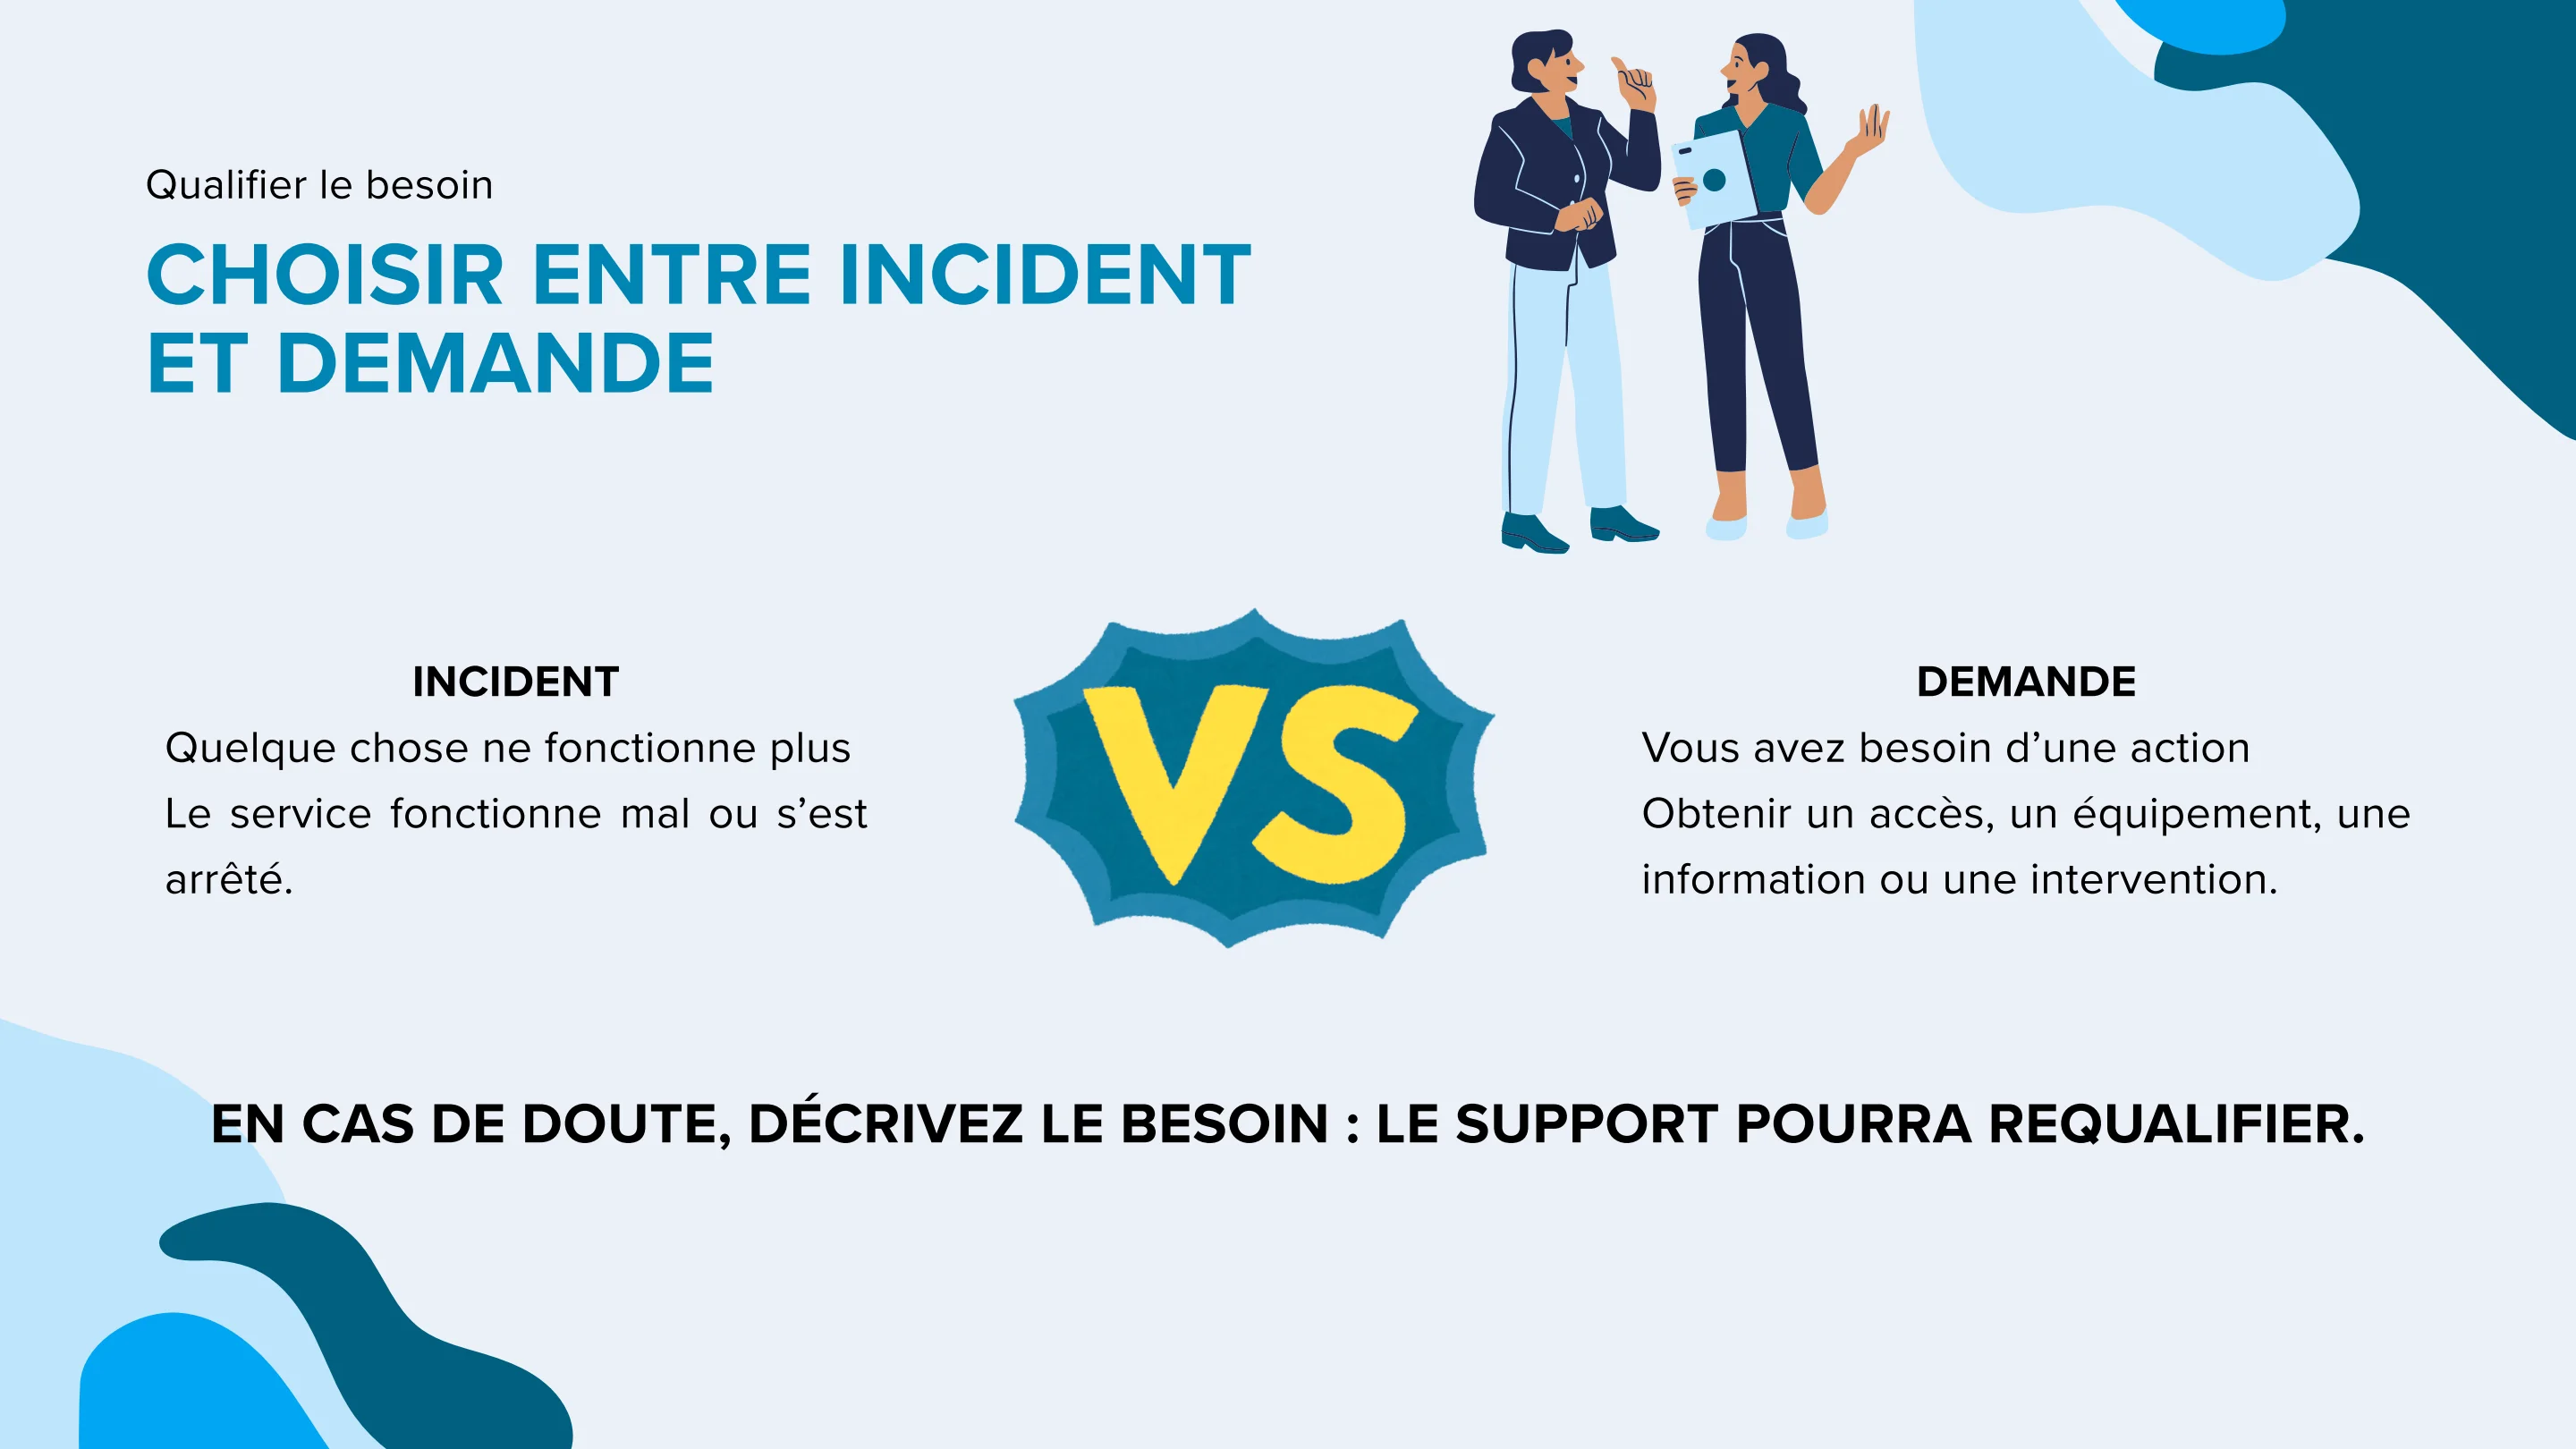 Qualifier le besoin
CHOISIR ENTRE INCIDENT
ET DEMANDE
INCIDENT
Quelque chose ne fonctionne plus
Le service fonctionne mal ou s’est
arrêté.
VS
DEMANDE
Vous avez besoin d’une action
Obtenir un accès, un équipement, une
information ou une intervention.
EN CAS DE DOUTE, DÉCRIVEZ LE BESOIN : LE SUPPORT POURRA REQUALIFIER.